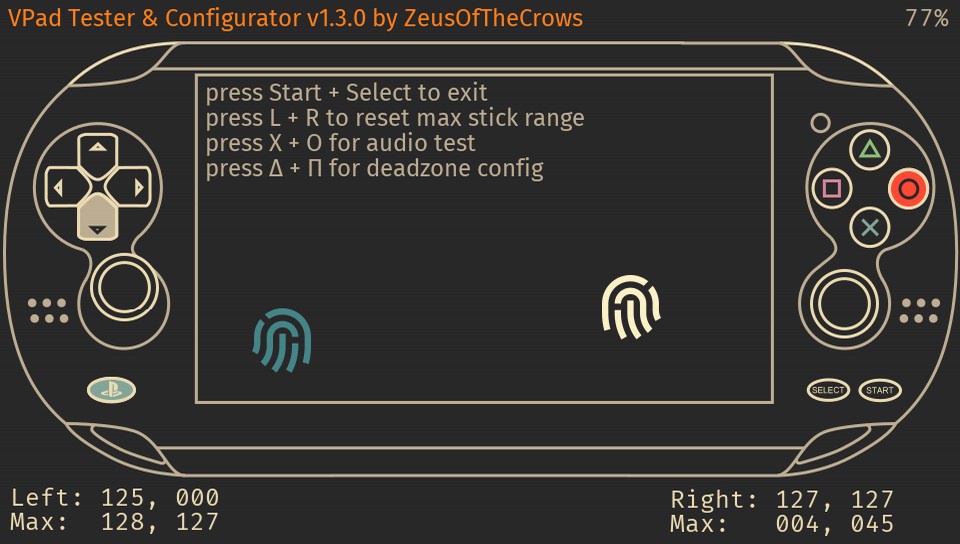 VPad Tester & Configurator v1.3.0 by ZeusOfTheCrows
77%
press Start + Select to exit
press L + R to reset max stick range
press X + O for audio test
press Δ + Π for deadzone config
SELECT
START
Left: 125, 000
Max: 128, 127
Right: 127, 127
Max: 004, 045